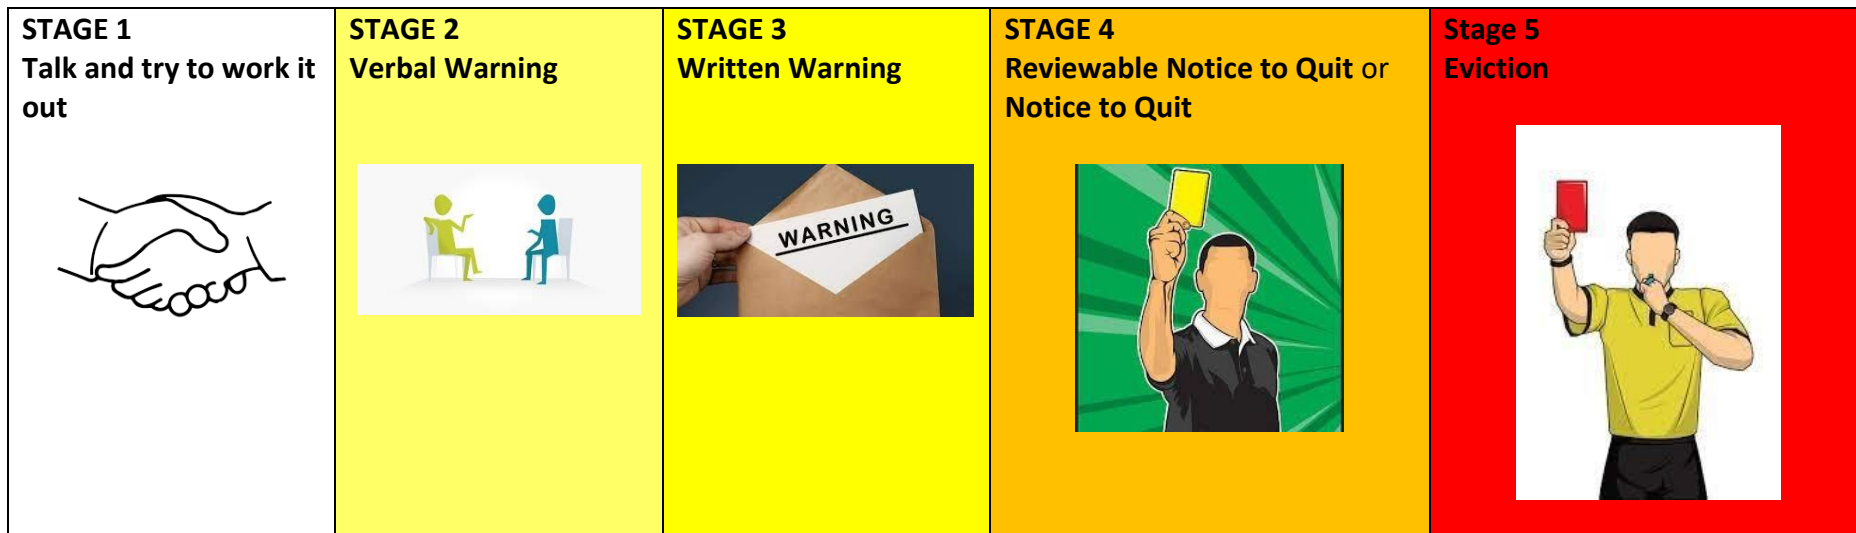 STAGE 1
Talk and try to work it
out
STAGE 2
Verbal Warning
STAGE 3
Written Warning
WARNING
STAGE 4
Reviewable Notice to Quit or
Notice to Quit
Stage 5
Eviction